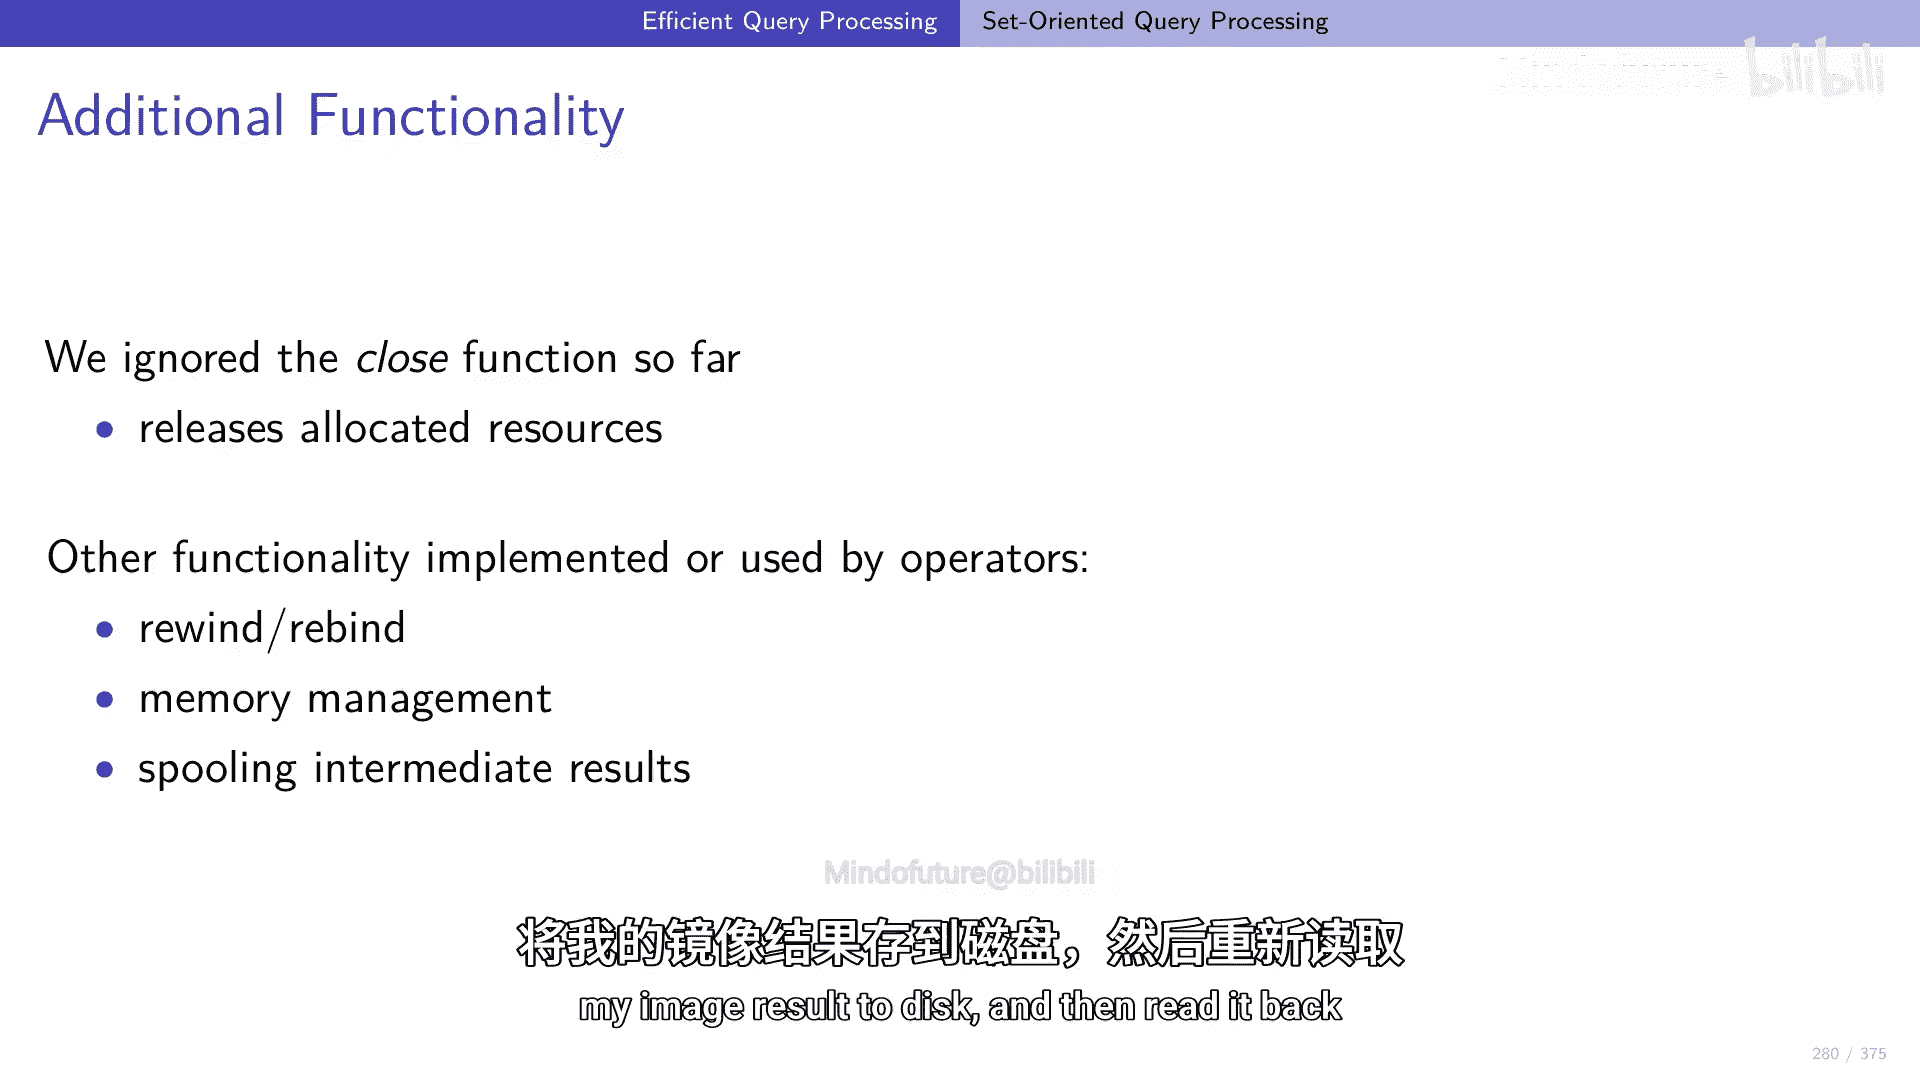 Efficient Query Processing
Set-Oriented Query Processing
bilibili
Additional Functionality
We ignored the close function so far
• releases allocated resources
Other functionality implemented or used by operators:
• rewind/rebind
• memory management
• spooling intermediate results
Mindofuture@bilibili
将我的镜像结果存到磁盘，然后重新读取
my image result to disk, and then read it back
280 / 375